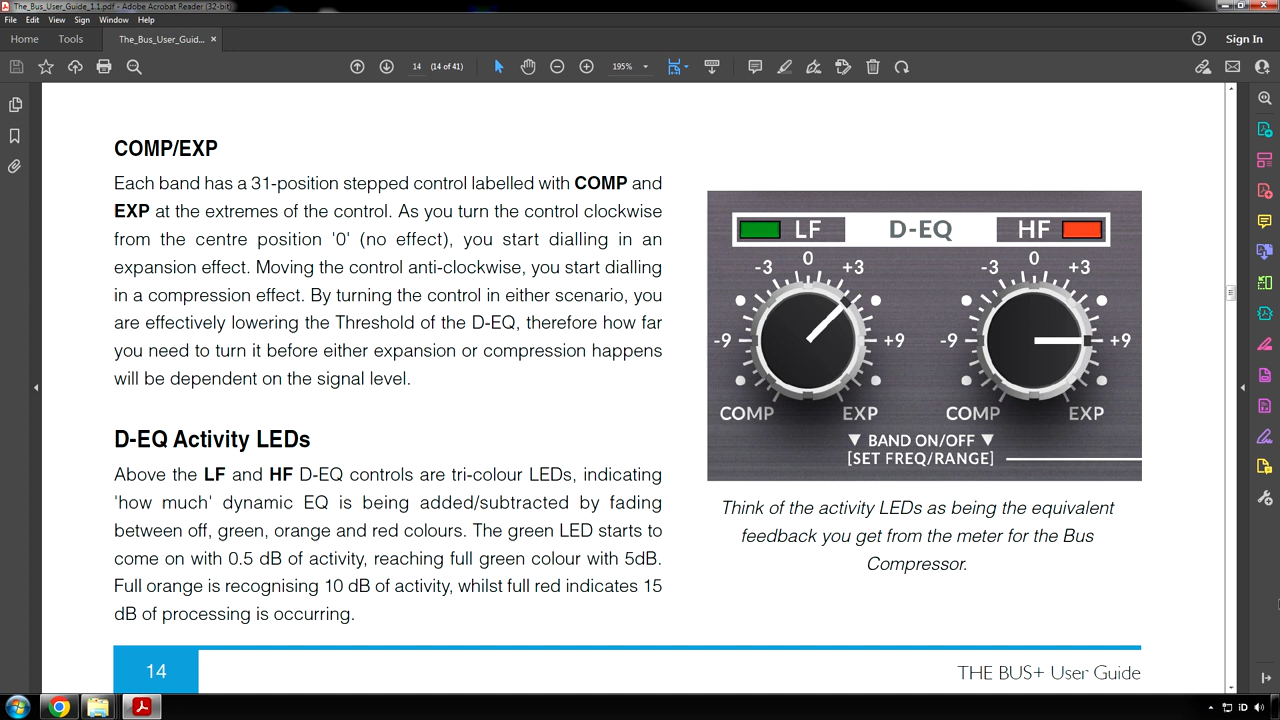 The_Bus_User_Guide_1.1.pdf - Adobe Acrobat Reader (32-bit)
File Edit View Sign Window Help
Home Tools The_Bus_User_Guid... × Sign In
14 (14 of 41) 195%
COMP/EXP
Each band has a 31-position stepped control labelled with COMP and
EXP at the extremes of the control. As you turn the control clockwise
from the centre position '0' (no effect), you start dialling in an
expansion effect. Moving the control anti-clockwise, you start dialling
in a compression effect. By turning the control in either scenario, you
are effectively lowering the Threshold of the D-EQ, therefore how far
you need to turn it before either expansion or compression happens
will be dependent on the signal level.
D-EQ Activity LEDs
Above the LF and HF D-EQ controls are tri-colour LEDs, indicating
'how much' dynamic EQ is being added/subtracted by fading
between off, green, orange and red colours. The green LED starts to
come on with 0.5 dB of activity, reaching full green colour with 5dB.
Full orange is recognising 10 dB of activity, whilst full red indicates 15
dB of processing is occurring.
LF D-EQ HF
0 0
-3 +3 -3 +3
-9 +9 -9 +9
COMP EXP COMP EXP
▼ BAND ON/OFF ▼
[SET FREQ/RANGE]
Think of the activity LEDs as being the equivalent
feedback you get from the meter for the Bus
Compressor.
14 THE BUS+ User Guide
iD